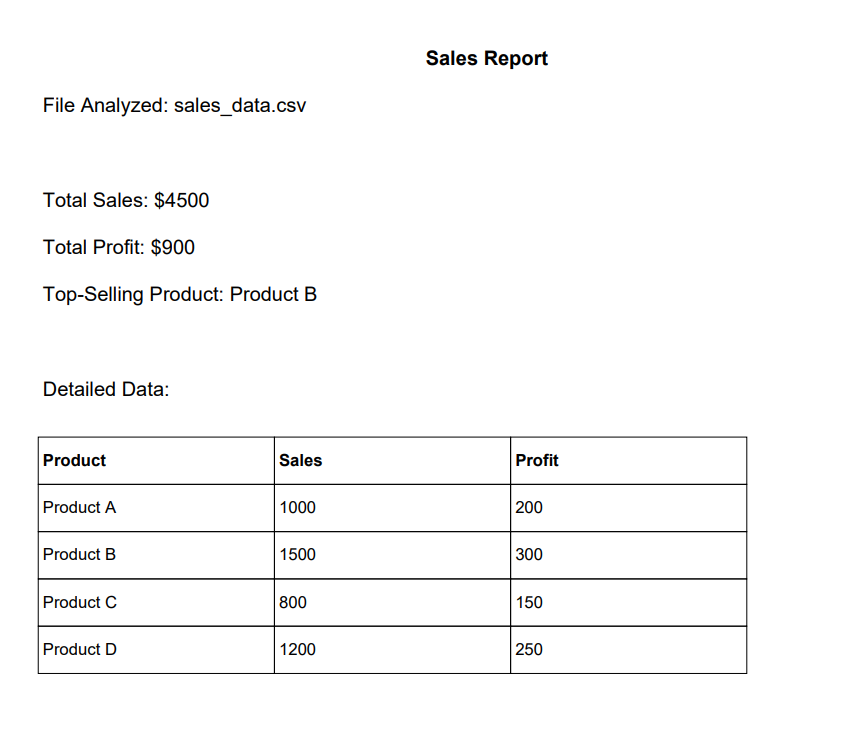 Sales Report
File Analyzed: sales_data.csv
Total Sales: $4500
Total Profit: $900
Top-Selling Product: Product B
Detailed Data:
Product Sales Profit
Product A 1000 200
Product B 1500 300
Product C 800 150
Product D 1200 250